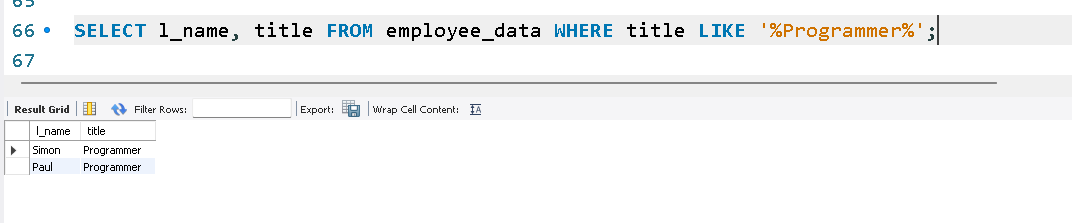 65
66 SELECT l_name, title FROM employee_data WHERE title LIKE '%Programmer%';
67
Result Grid Filter Rows: Export: Wrap Cell Content: IA
l_name title
Simon Programmer
Paul Programmer